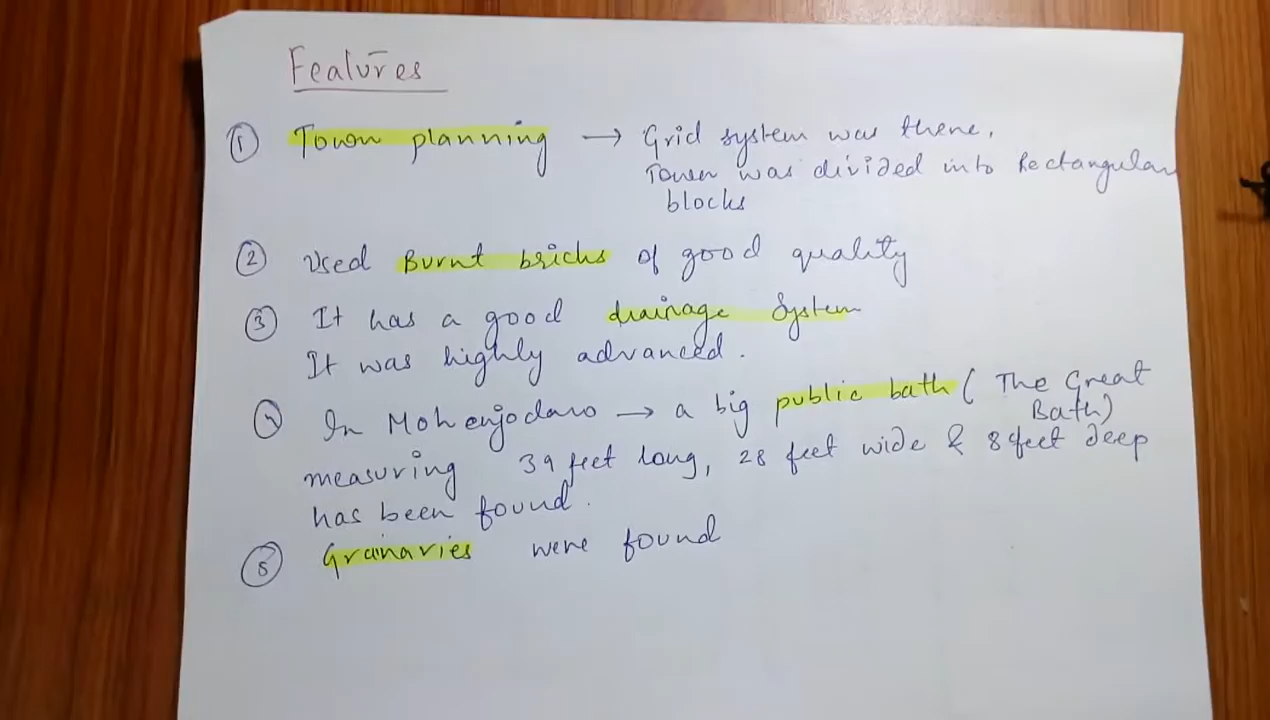 Features
① Town planning → Grid system was there.
Town was divided into Rectangular
blocks
② Used Burnt bricks of good quality
③ It has a good drainage System
It was highly advanced.
④ In Mohenjodaro → a big public bath ( The Great
Bath)
measuring 39 feet long, 28 feet wide & 8 feet deep
has been found.
⑤ Grainaries were found